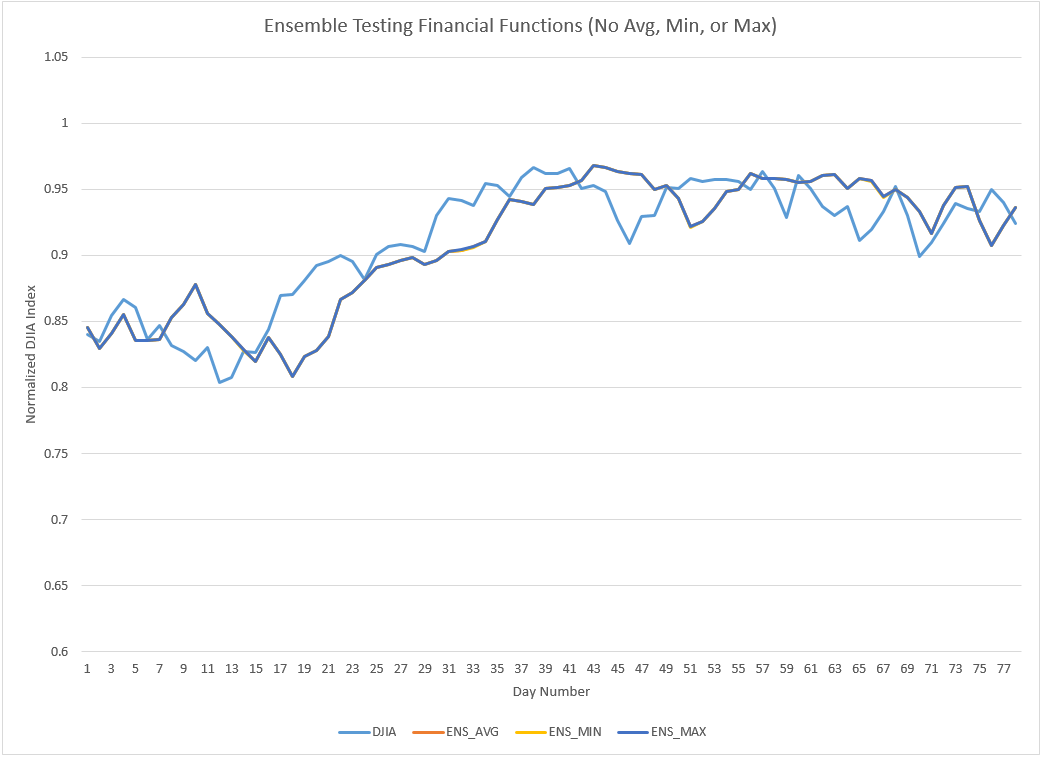 Ensemble Testing Financial Functions (No Avg, Min, or Max)
1.05
1
0.95
0.9
0.85
0.8
0.75
0.7
0.65
0.6
Normalized DJIA Index
1 3 5 7 9 11 13 15 17 19 21 23 25 27 29 31 33 35 37 39 41 43 45 47 49 51 53 55 57 59 61 63 65 67 69 71 73 75 77
Day Number
DJIA ENS_AVG ENS_MIN ENS_MAX